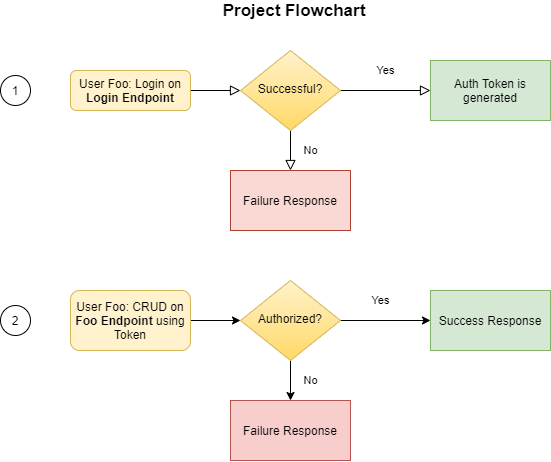 Project Flowchart
1
User Foo: Login on
Login Endpoint
Successful?
Yes
Auth Token is
generated
No
Failure Response
2
User Foo: CRUD on
Foo Endpoint using
Token
Authorized?
Yes
Success Response
No
Failure Response